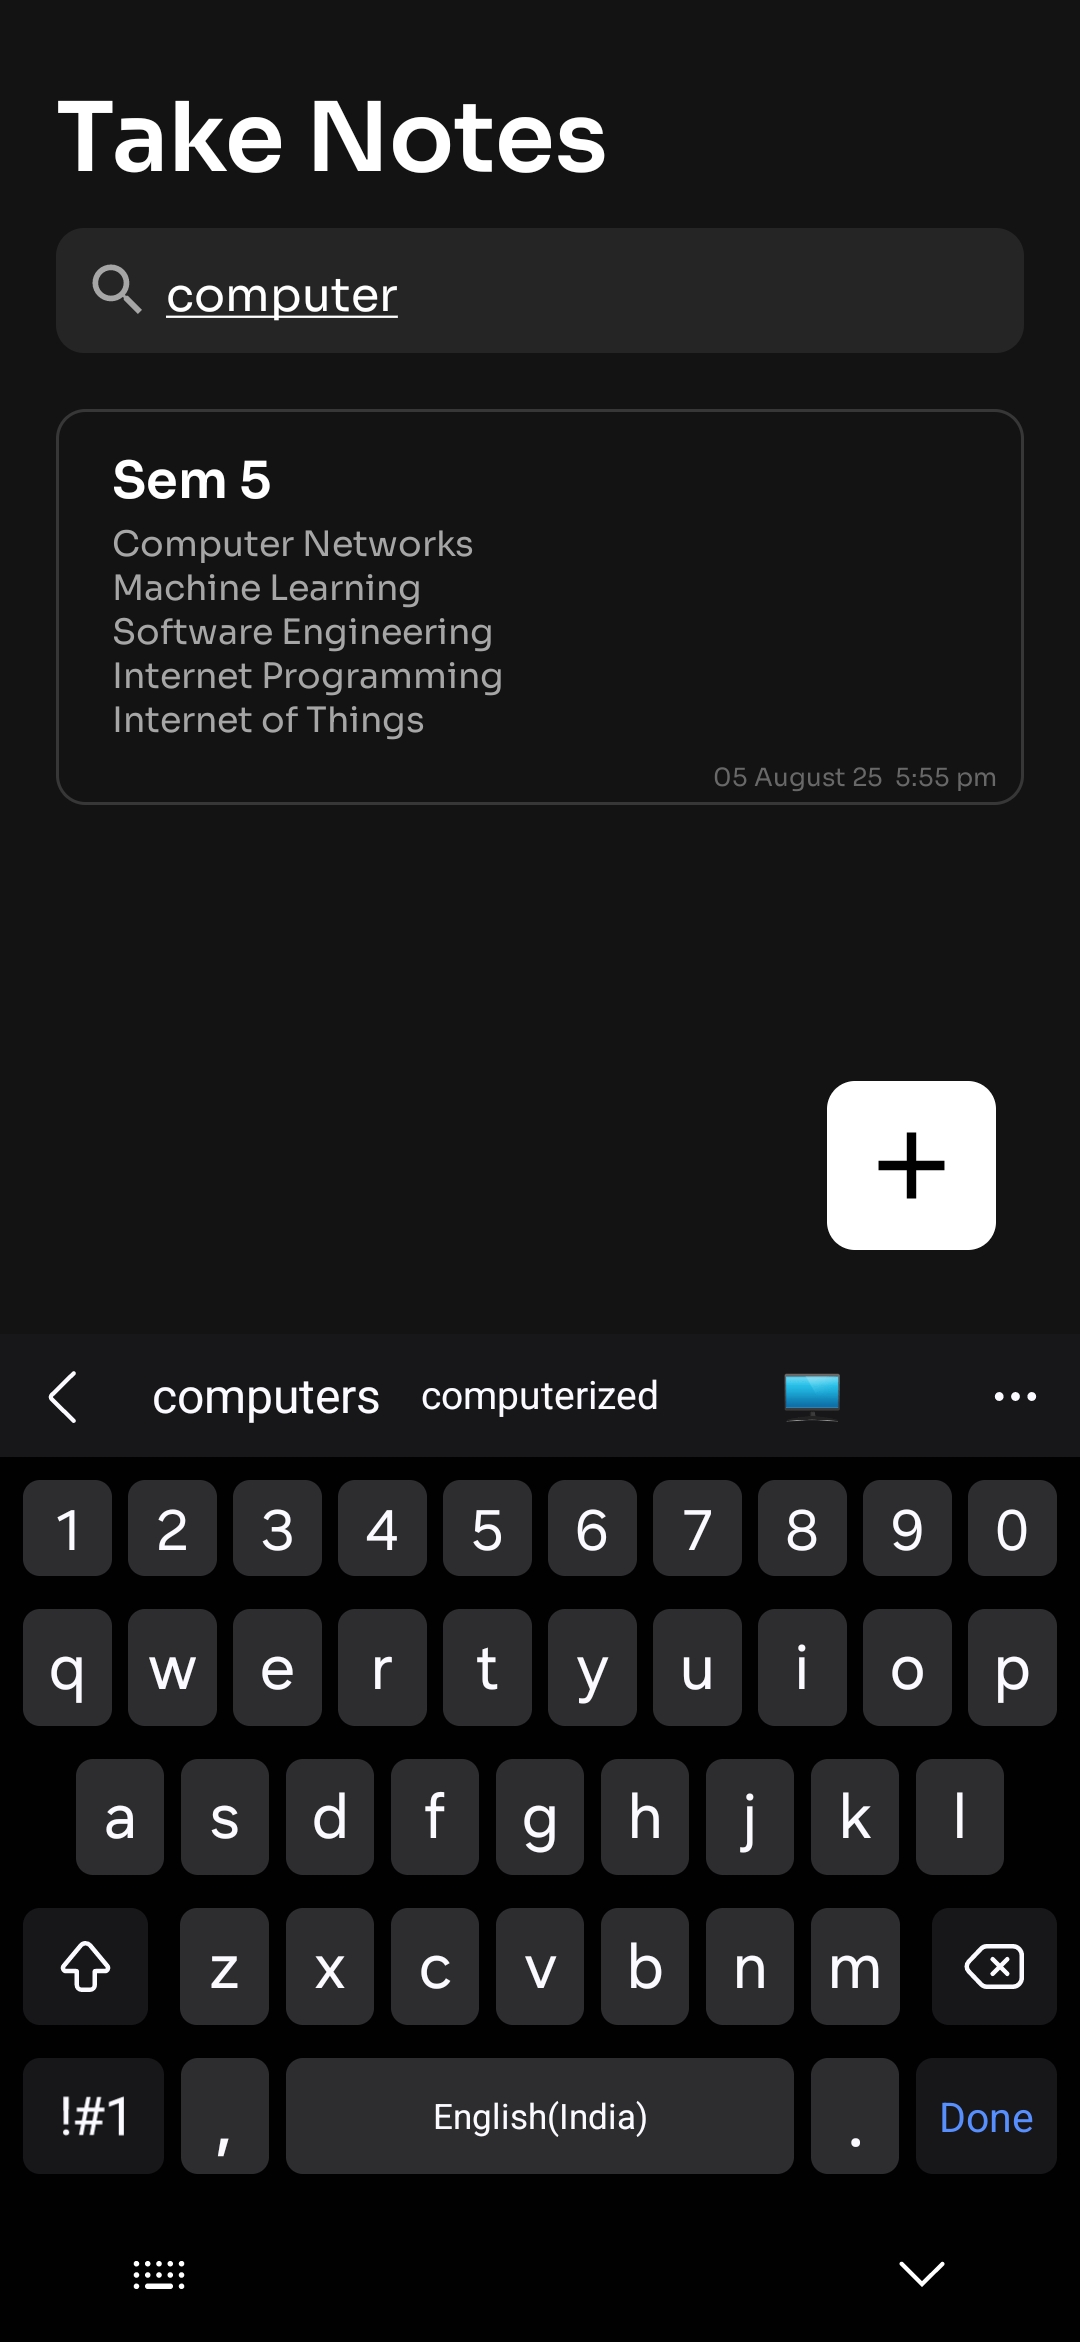 Take Notes
computer
Sem 5
Computer Networks
Machine Learning
Software Engineering
Internet Programming
Internet of Things
05 August 25 5:55 pm
computers computerized
1 2 3 4 5 6 7 8 9 0
q w e r t y u i o p
a s d f g h j k l
z x c v b n m
!#1 , English(India) . Done